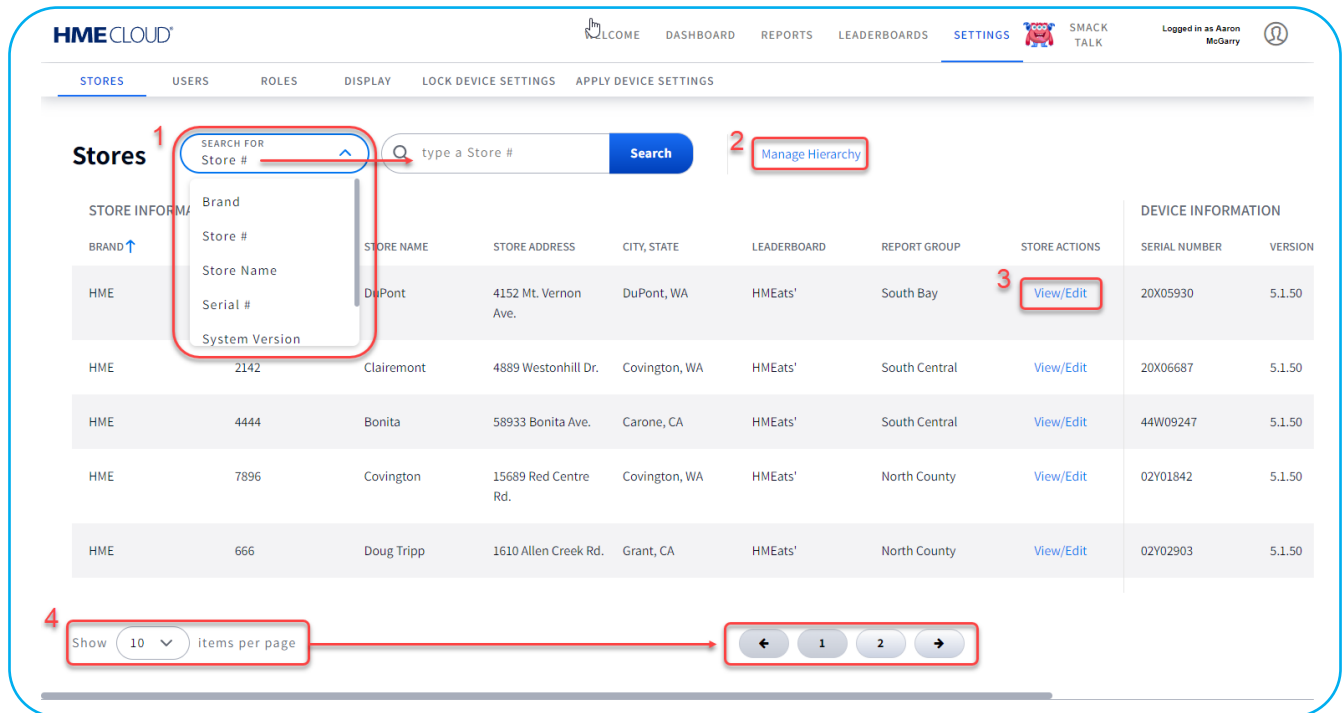 HME CLOUD®
WELCOME DASHBOARD REPORTS LEADERBOARDS SETTINGS SMACK TALK Logged in as Aaron McGarry
STORES USERS ROLES DISPLAY LOCK DEVICE SETTINGS APPLY DEVICE SETTINGS
1
2
Stores
SEARCH FOR
Store #
type a Store #
Search
Manage Hierarchy
Brand
Store #
Store Name
Serial #
System Version
STORE INFORMA DEVICE INFORMATION
BRAND STORE NAME STORE ADDRESS CITY, STATE LEADERBOARD REPORT GROUP STORE ACTIONS SERIAL NUMBER VERSION
3
HME DuPont 4152 Mt. Vernon Ave. DuPont, WA HMEats' South Bay View/Edit 20X05930 5.1.50
HME 2142 Clairemont 4889 Westonhill Dr. Covington, WA HMEats' South Central View/Edit 20X06687 5.1.50
HME 4444 Bonita 58933 Bonita Ave. Carone, CA HMEats' South Central View/Edit 44W09247 5.1.50
HME 7896 Covington 15689 Red Centre Rd. Covington, WA HMEats' North County View/Edit 02Y01842 5.1.50
HME 666 Doug Tripp 1610 Allen Creek Rd. Grant, CA HMEats' North County View/Edit 02Y02903 5.1.50
4
Show 10 items per page
1 2